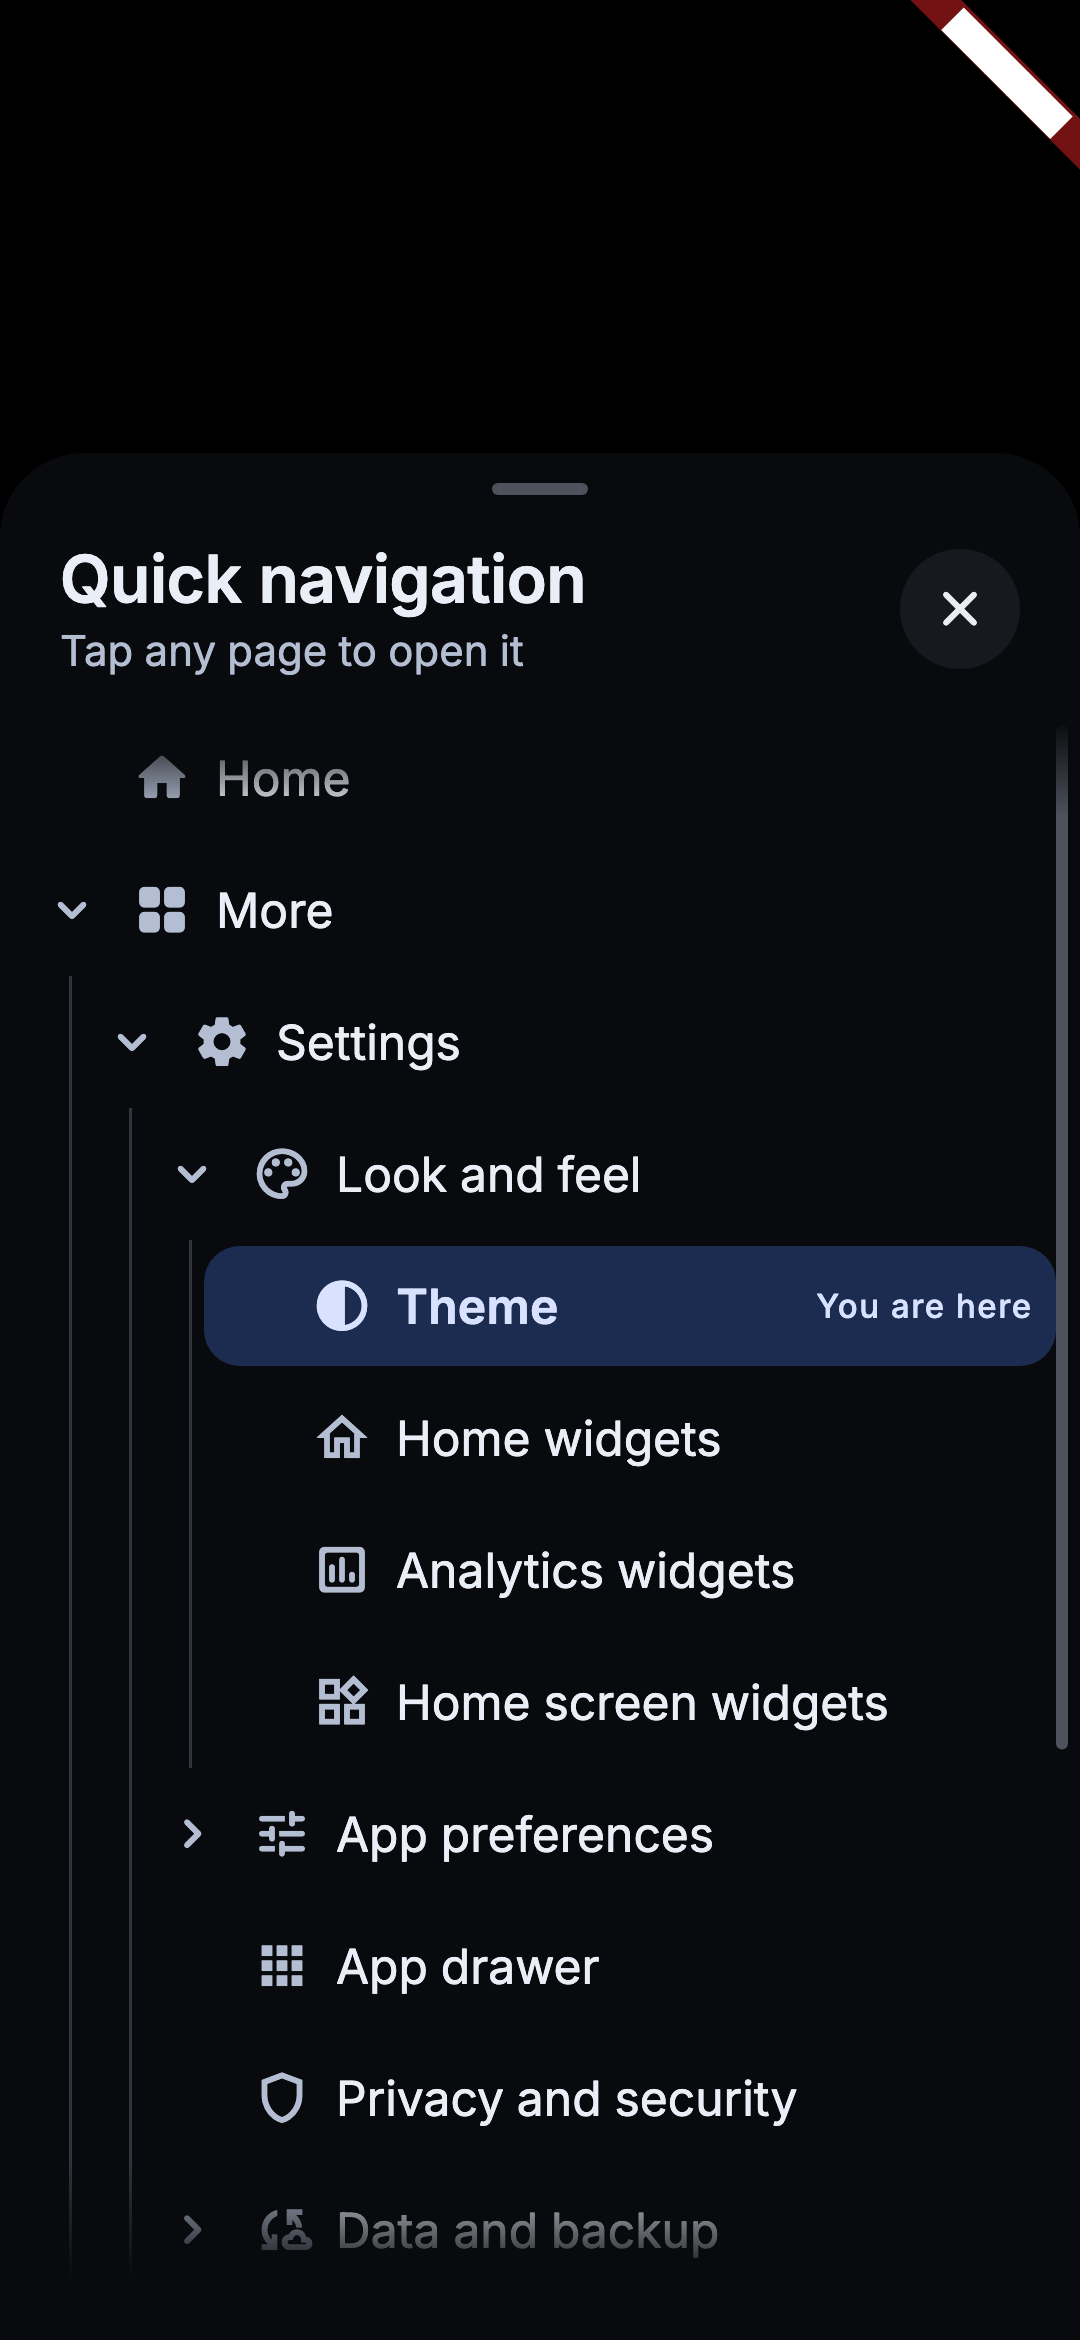 Quick navigation
Tap any page to open it
Home
More
Settings
Look and feel
Theme
You are here
Home widgets
Analytics widgets
Home screen widgets
App preferences
App drawer
Privacy and security
Data and backup